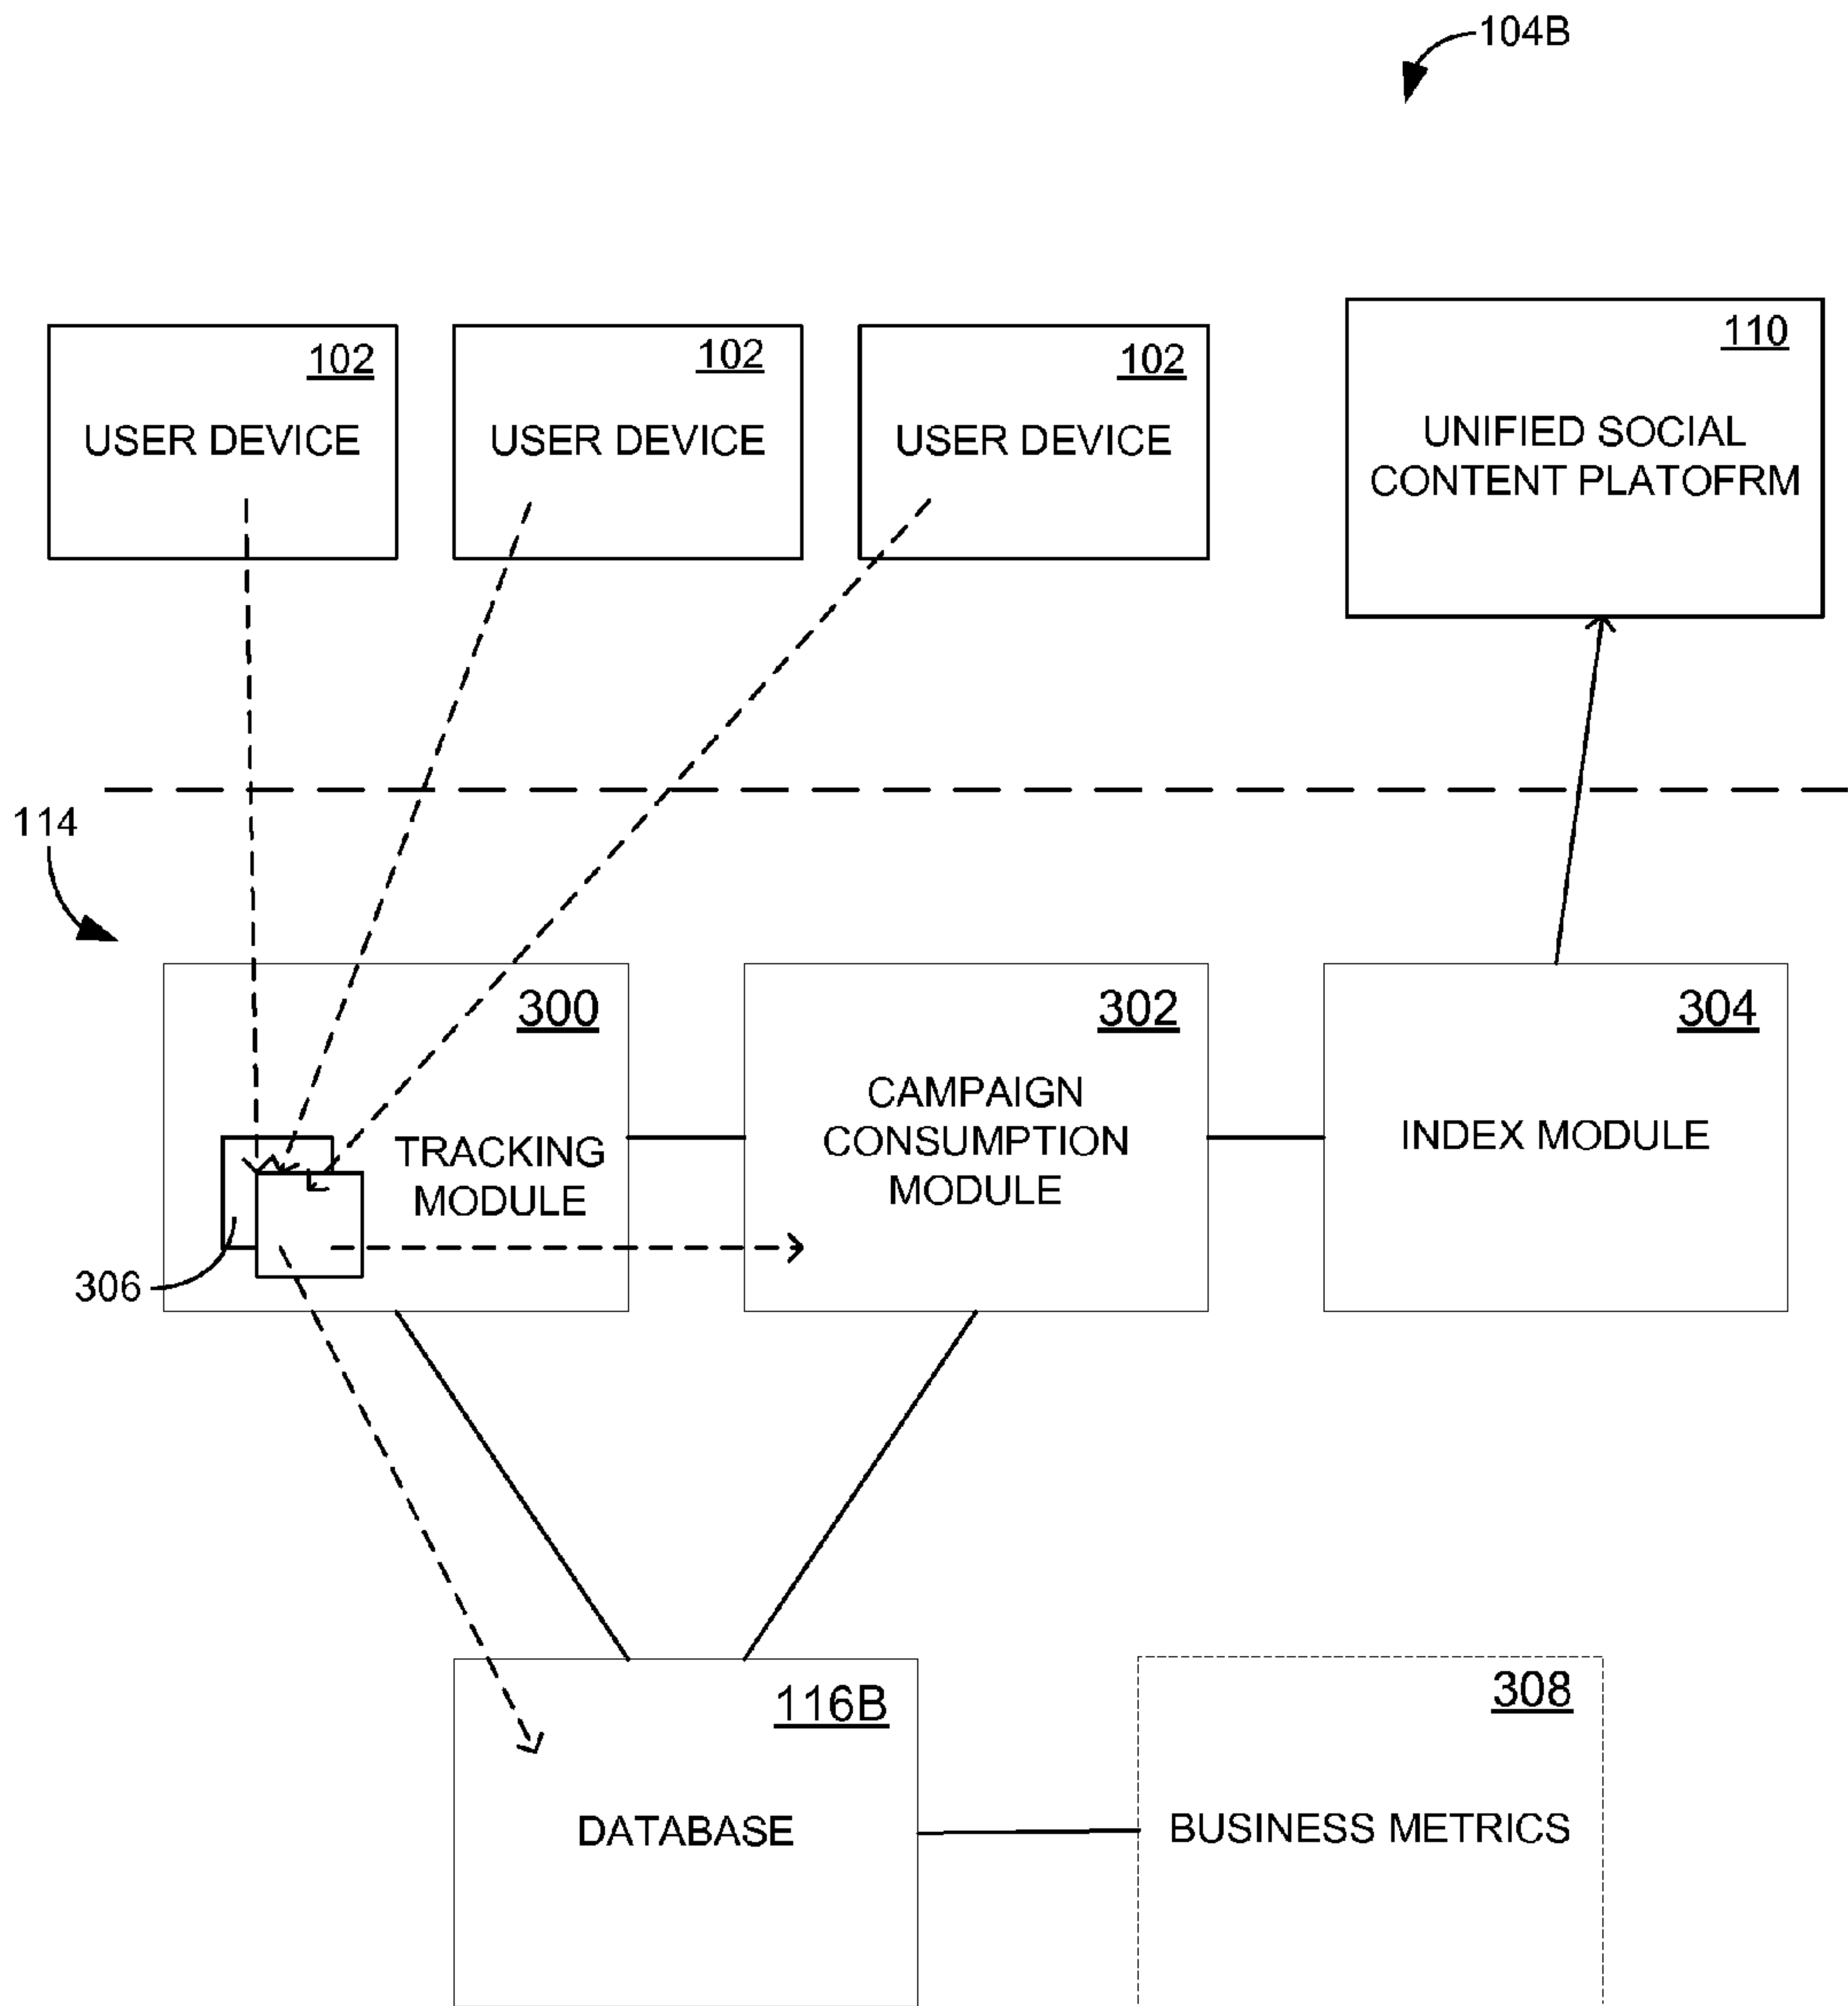 104B
102
USER DEVICE
102
USER DEVICE
102
USER DEVICE
110
UNIFIED SOCIAL
CONTENT PLATOFRM
114
300
TRACKING
MODULE
306
302
CAMPAIGN
CONSUMPTION
MODULE
304
INDEX MODULE
116B
DATABASE
308
BUSINESS METRICS